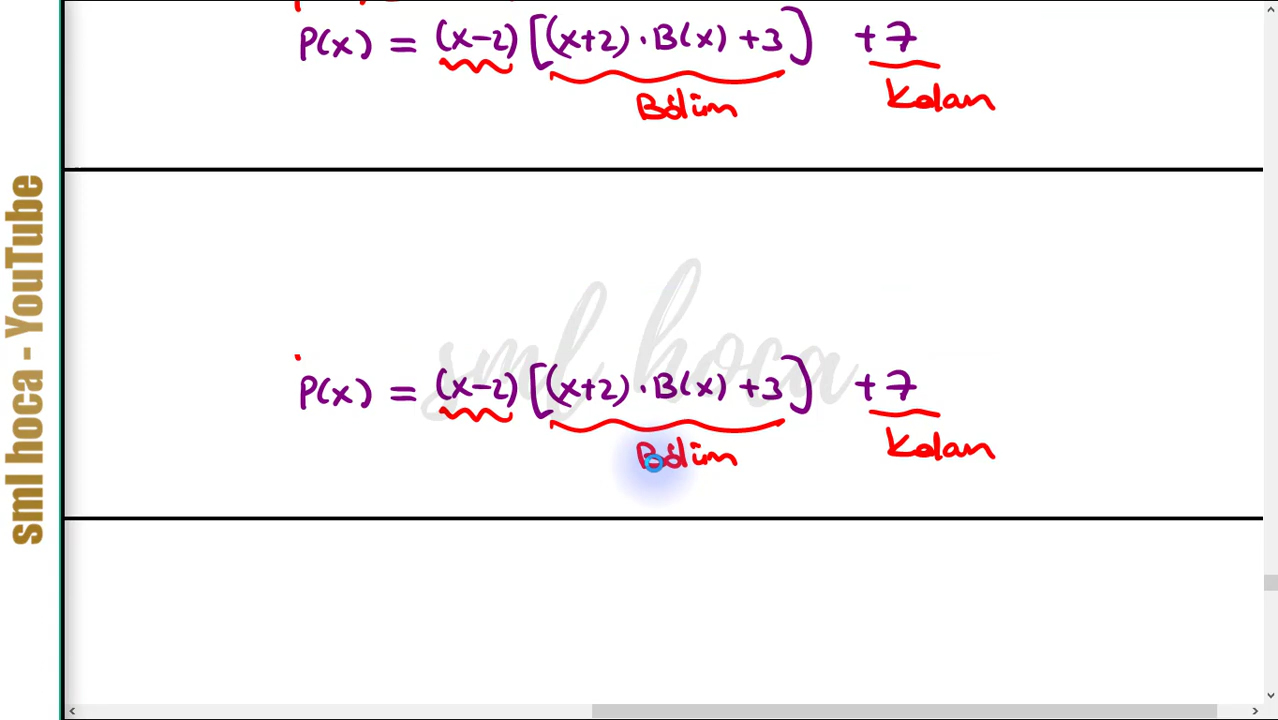 P(x) = (x-2) [(x+2) · B(x) + 3] + 7
Bölüm
Kalan
sml hoca
P(x) = (x-2) [(x+2) · B(x) + 3] + 7
Bölüm
Kalan
sml hoca - YouTube